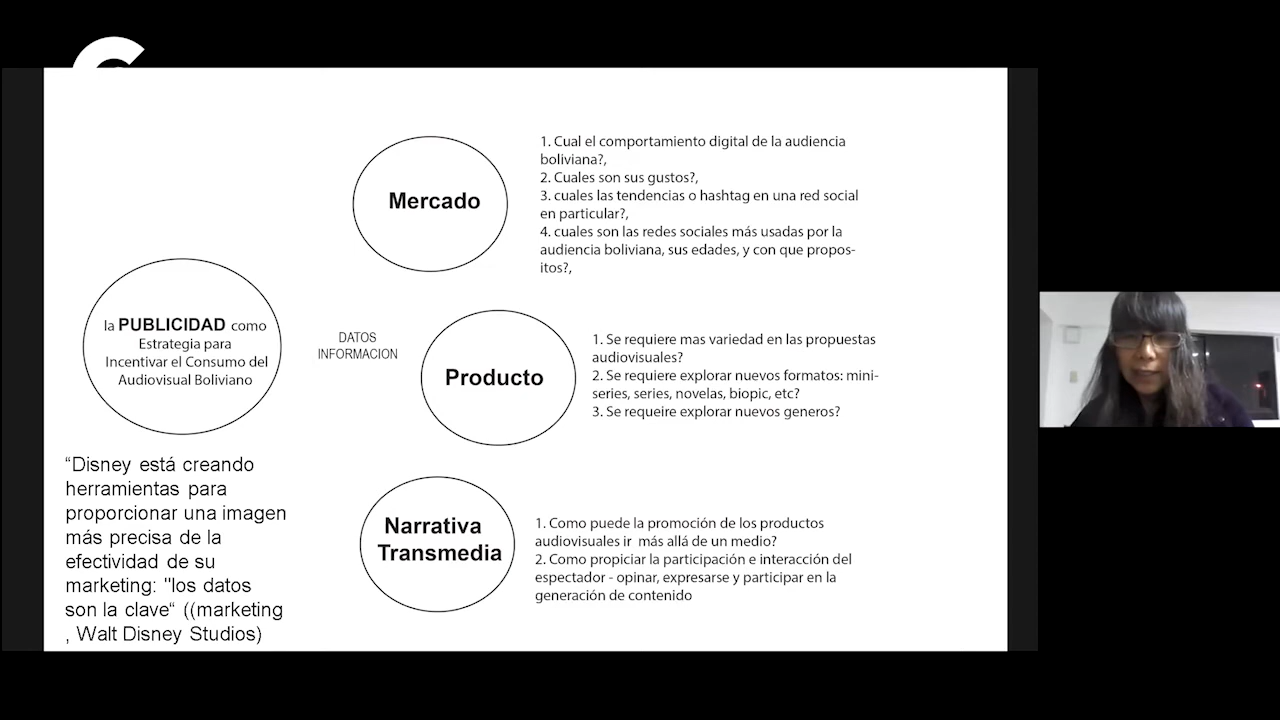 Mercado
1. Cual el comportamiento digital de la audiencia
boliviana?,
2. Cuales son sus gustos?,
3. cuales las tendencias o hashtag en una red social
en particular?,
4. cuales son las redes sociales más usadas por la
audiencia boliviana, sus edades, y con que propos-
itos?,
la PUBLICIDAD como
Estrategia para
Incentivar el Consumo del
Audiovisual Boliviano
DATOS
INFORMACION
Producto
1. Se requiere mas variedad en las propuestas
audiovisuales?
2. Se requiere explorar nuevos formatos: mini-
series, series, novelas, biopic, etc?
3. Se requeire explorar nuevos generos?
“Disney está creando
herramientas para
proporcionar una imagen
más precisa de la
efectividad de su
marketing: "los datos
son la clave“ ((marketing
, Walt Disney Studios)
Narrativa
Transmedia
1. Como puede la promoción de los productos
audiovisuales ir más allá de un medio?
2. Como propiciar la participación e interacción del
espectador - opinar, expresarse y participar en la
generación de contenido